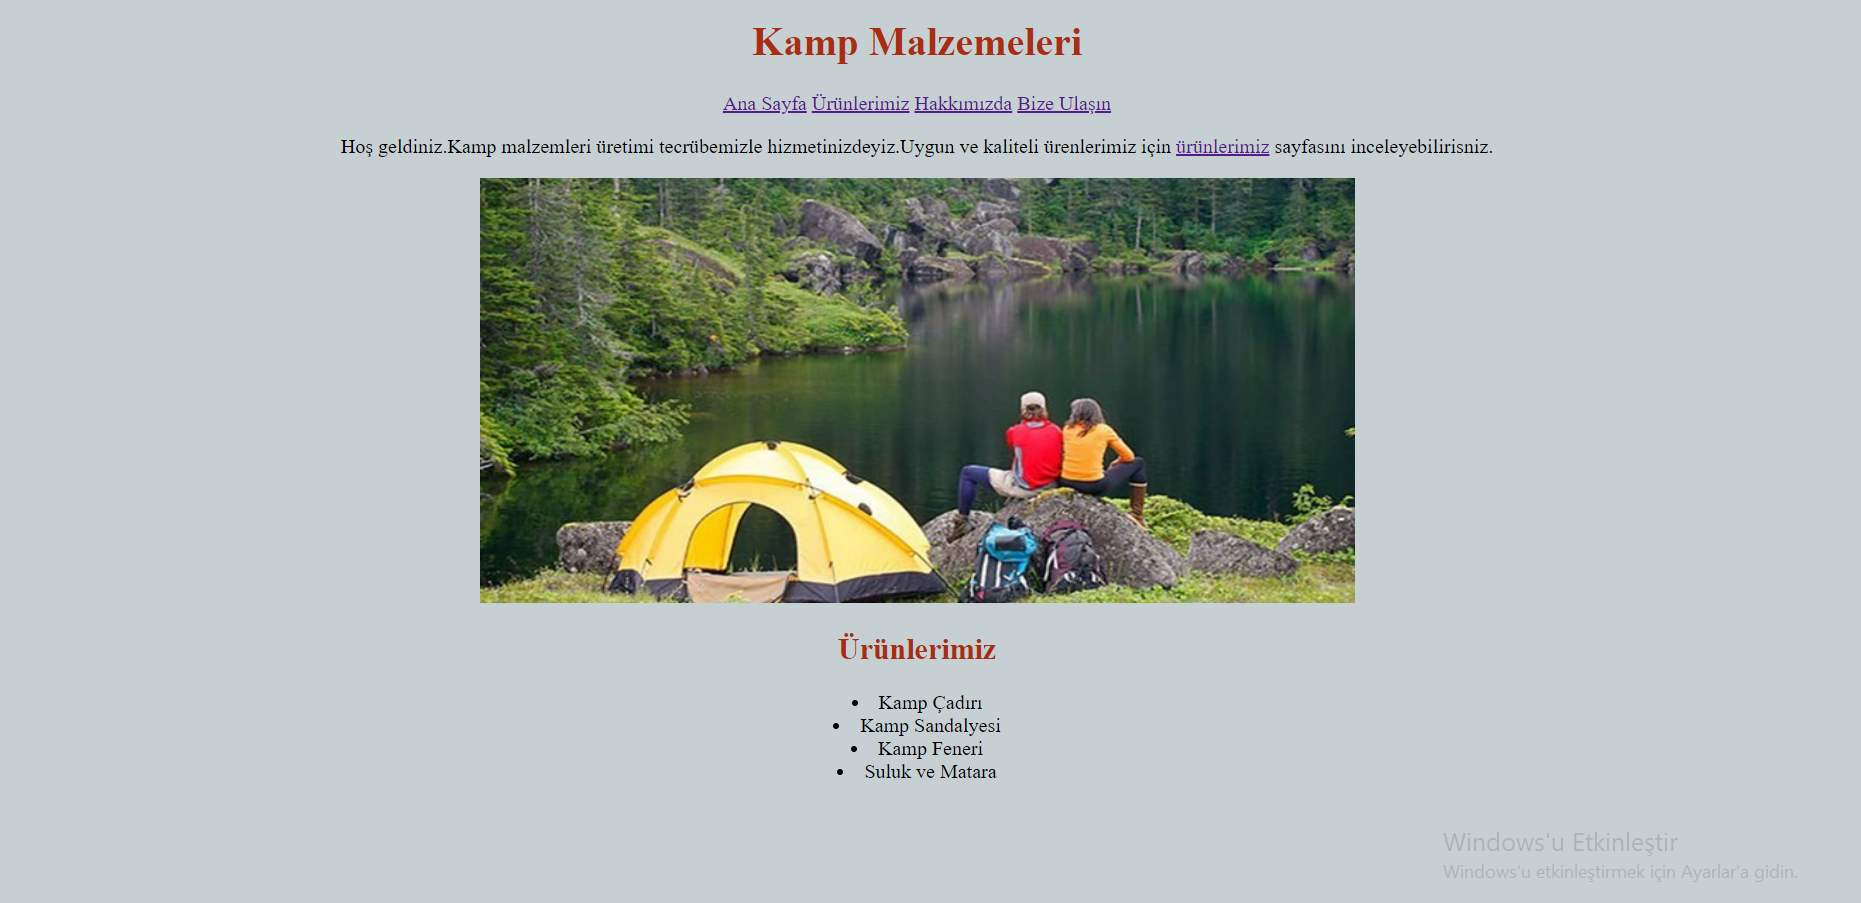 Kamp Malzemeleri
Ana Sayfa Ürünlerimiz Hakkımızda Bize Ulaşın
Hoş geldiniz.Kamp malzemleri üretimi tecrübemizle hizmetinizdeyiz.Uygun ve kaliteli ürenlerimiz için ürünlerimiz sayfasını inceleyebilirisniz.
Ürünlerimiz
• Kamp Çadırı
• Kamp Sandalyesi
• Kamp Feneri
• Suluk ve Matara
Windows'u Etkinleştir
Windows'u etkinleştirmek için Ayarlar'a gidin.